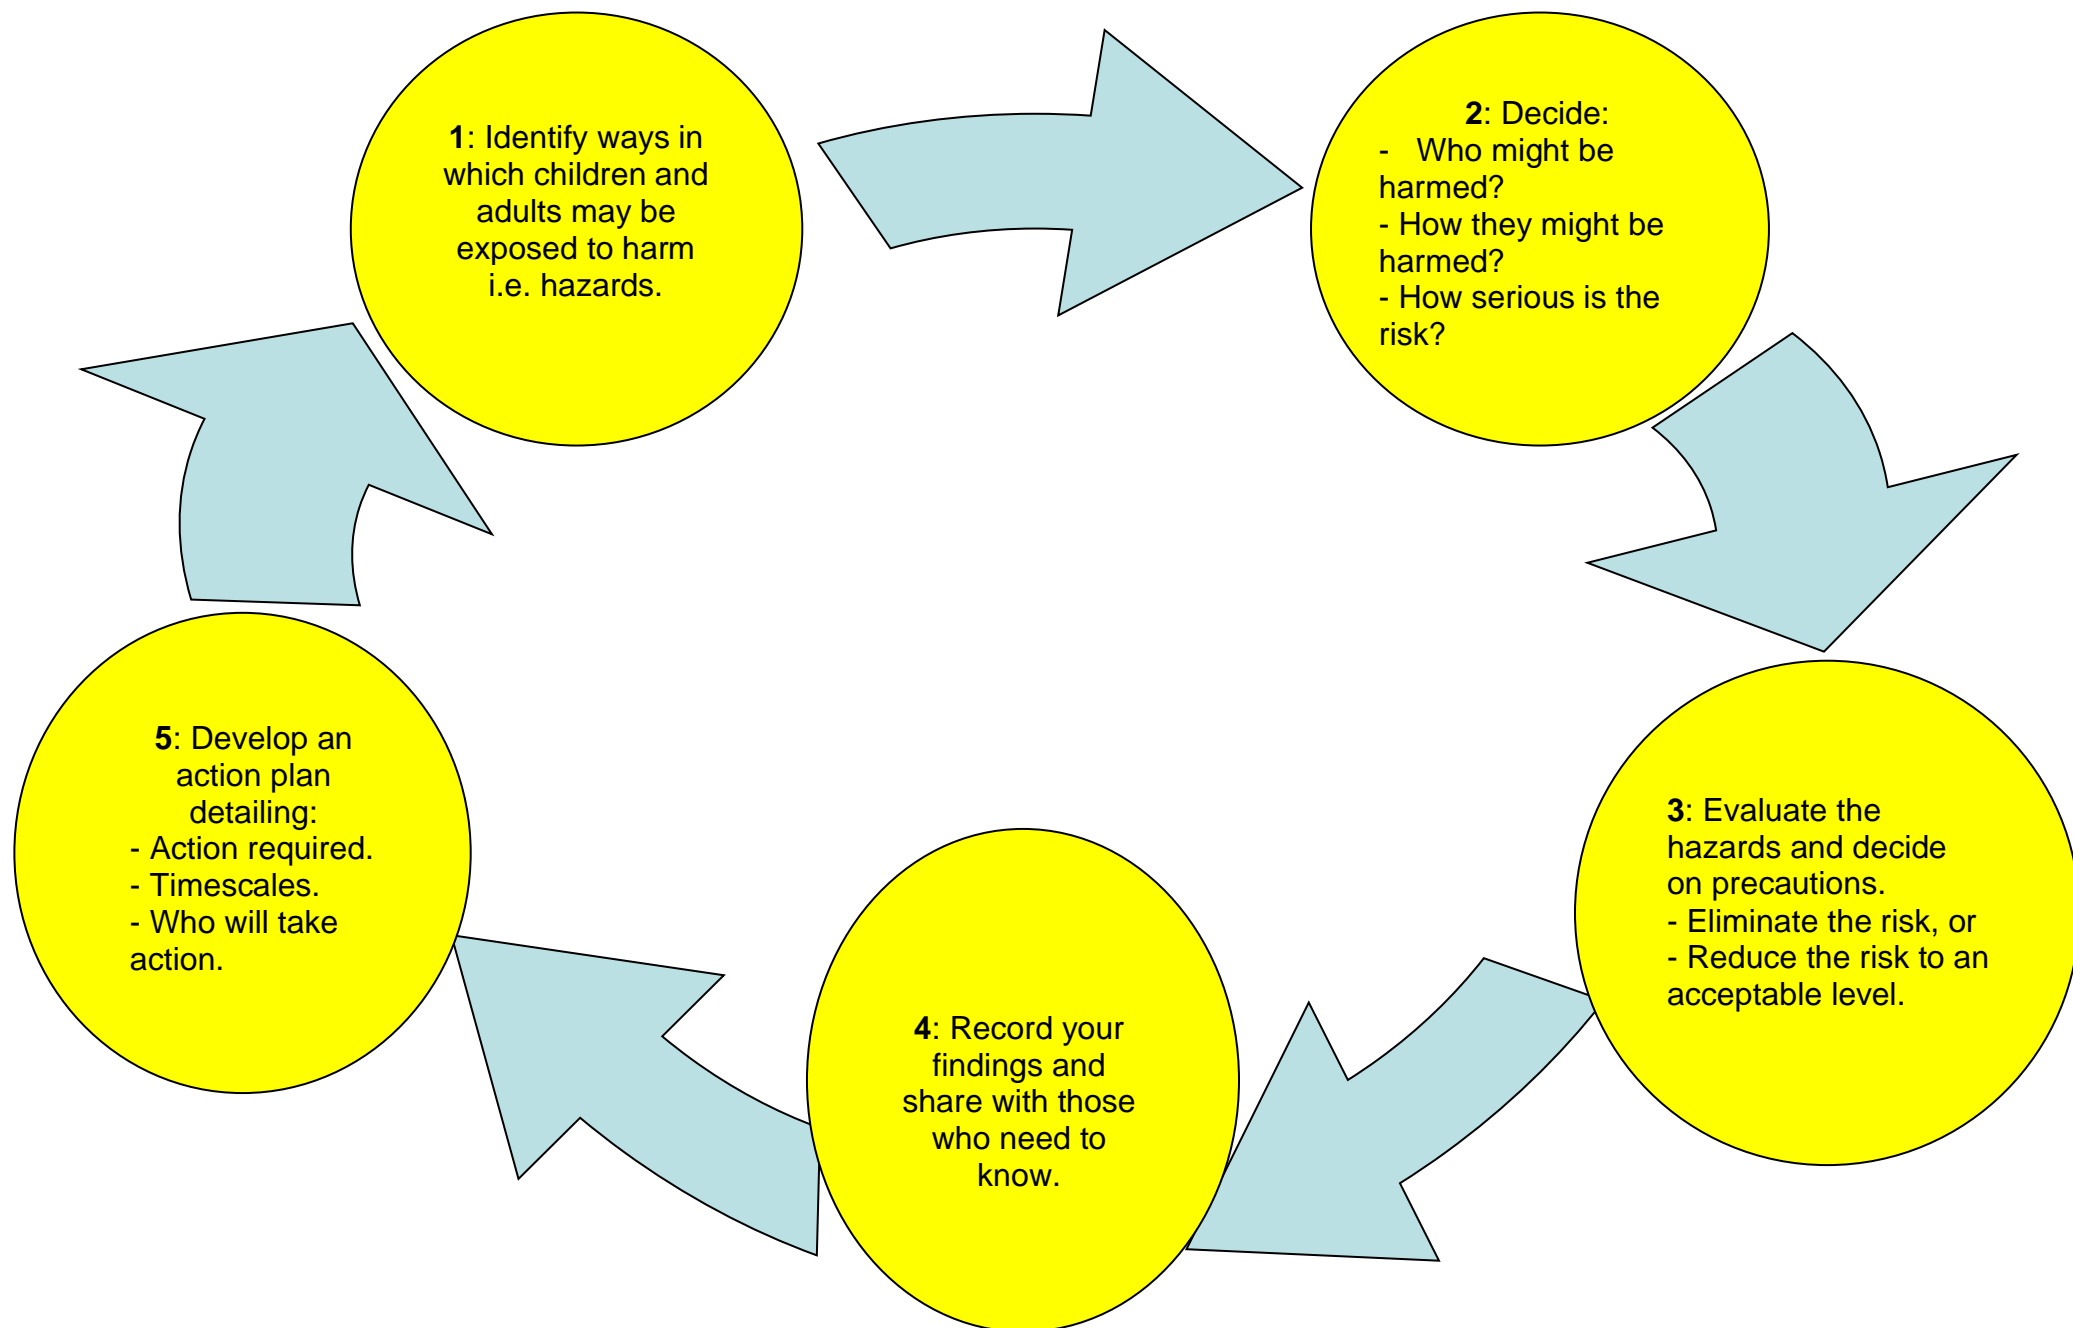 1: Identify ways in
which children and
adults may be
exposed to harm
i.e. hazards.
2: Decide:
-   Who might be
harmed?
- How they might be
harmed?
- How serious is the
risk?
3: Evaluate the
hazards and decide
on precautions.
- Eliminate the risk, or
- Reduce the risk to an
acceptable level.
4: Record your
findings and
share with those
who need to
know.
5: Develop an
action plan
detailing:
- Action required.
- Timescales.
- Who will take
action.